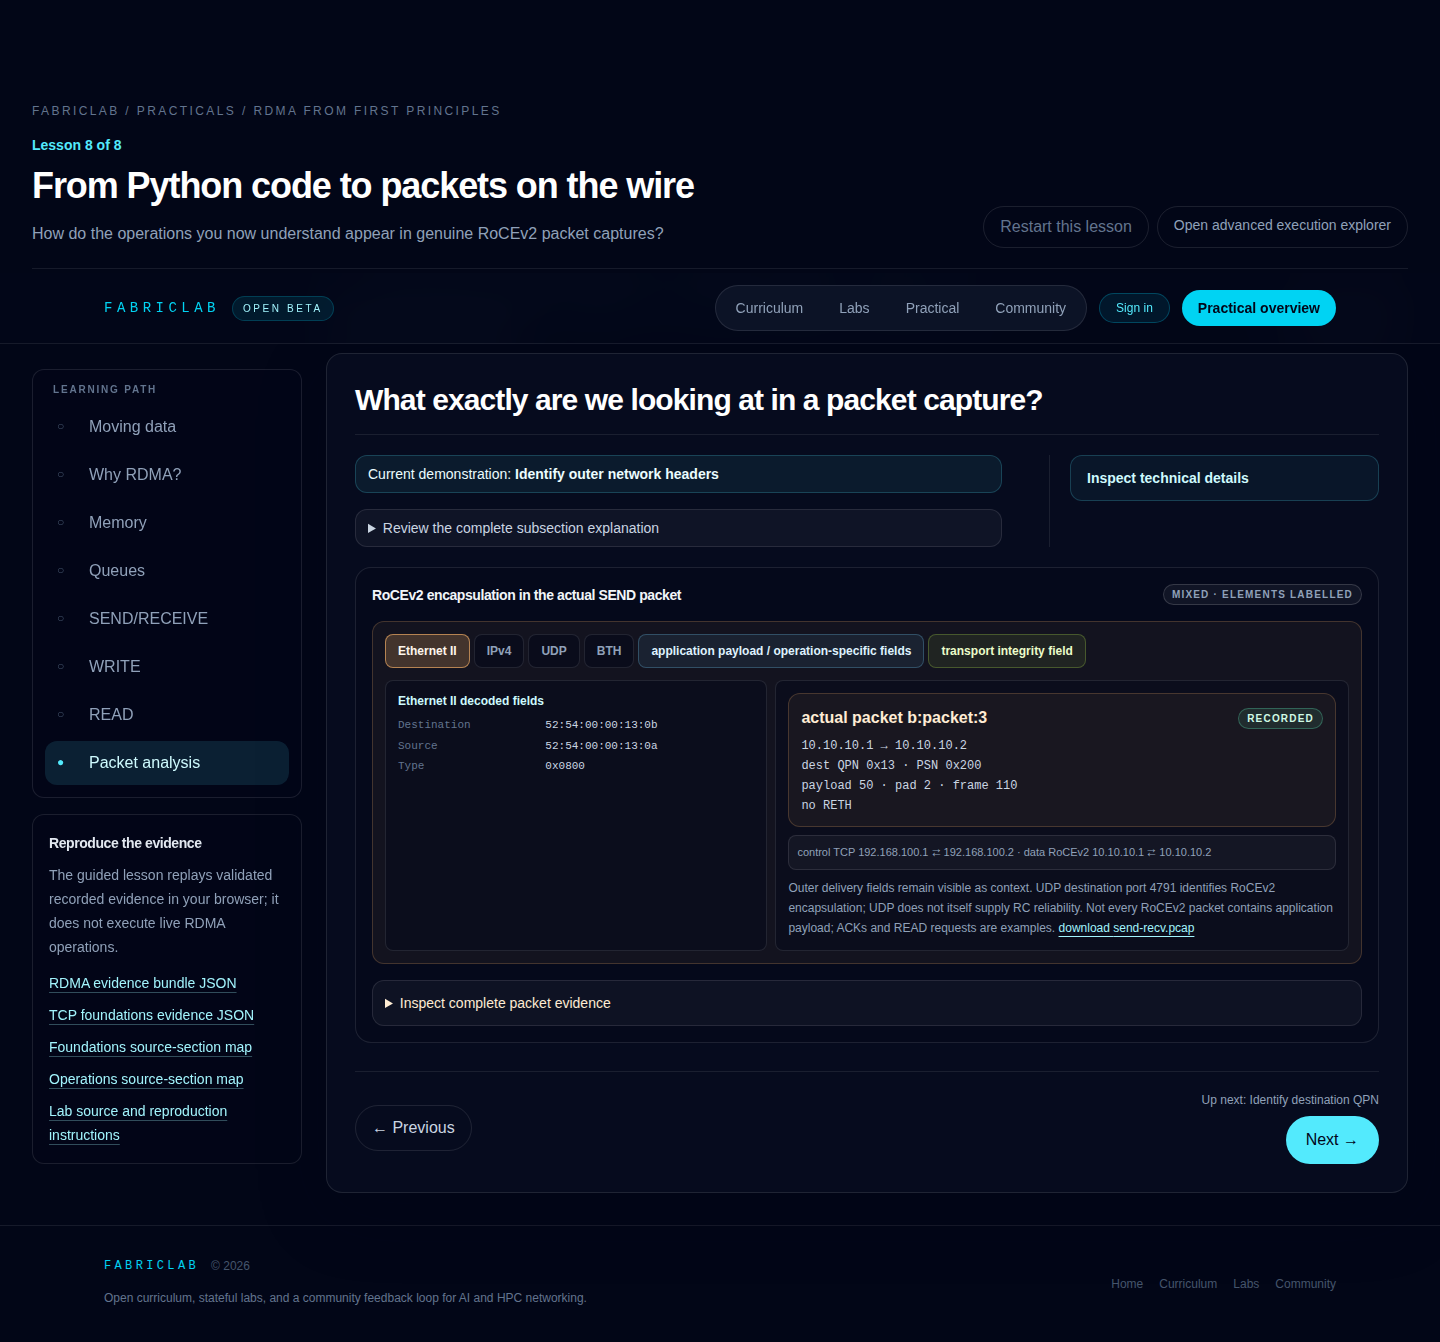 FABRICLAB / PRACTICALS / RDMA FROM FIRST PRINCIPLES
Lesson 8 of 8
From Python code to packets on the wire
How do the operations you now understand appear in genuine RoCEv2 packet captures?
Restart this lesson
Open advanced execution explorer
FABRICLAB
OPEN BETA
Curriculum
Labs
Practical
Community
Sign in
Practical overview
LEARNING PATH
○ Moving data
○ Why RDMA?
○ Memory
○ Queues
○ SEND/RECEIVE
○ WRITE
○ READ
● Packet analysis
Reproduce the evidence
The guided lesson replays validated
recorded evidence in your browser; it
does not execute live RDMA
operations.
RDMA evidence bundle JSON
TCP foundations evidence JSON
Foundations source-section map
Operations source-section map
Lab source and reproduction
instructions
What exactly are we looking at in a packet capture?
Current demonstration: Identify outer network headers
▶ Review the complete subsection explanation
Inspect technical details
RoCEv2 encapsulation in the actual SEND packet
MIXED · ELEMENTS LABELLED
Ethernet II
IPv4
UDP
BTH
application payload / operation-specific fields
transport integrity field
Ethernet II decoded fields
Destination 52:54:00:00:13:0b
Source 52:54:00:00:13:0a
Type 0x0800
actual packet b:packet:3
RECORDED
10.10.10.1 → 10.10.10.2
dest QPN 0x13 · PSN 0x200
payload 50 · pad 2 · frame 110
no RETH
control TCP 192.168.100.1 ⇄ 192.168.100.2 · data RoCEv2 10.10.10.1 ⇄ 10.10.10.2
Outer delivery fields remain visible as context. UDP destination port 4791 identifies RoCEv2
encapsulation; UDP does not itself supply RC reliability. Not every RoCEv2 packet contains application
payload; ACKs and READ requests are examples. download send-recv.pcap
▶ Inspect complete packet evidence
← Previous
Up next: Identify destination QPN
Next →
FABRICLAB © 2026
Open curriculum, stateful labs, and a community feedback loop for AI and HPC networking.
Home
Curriculum
Labs
Community